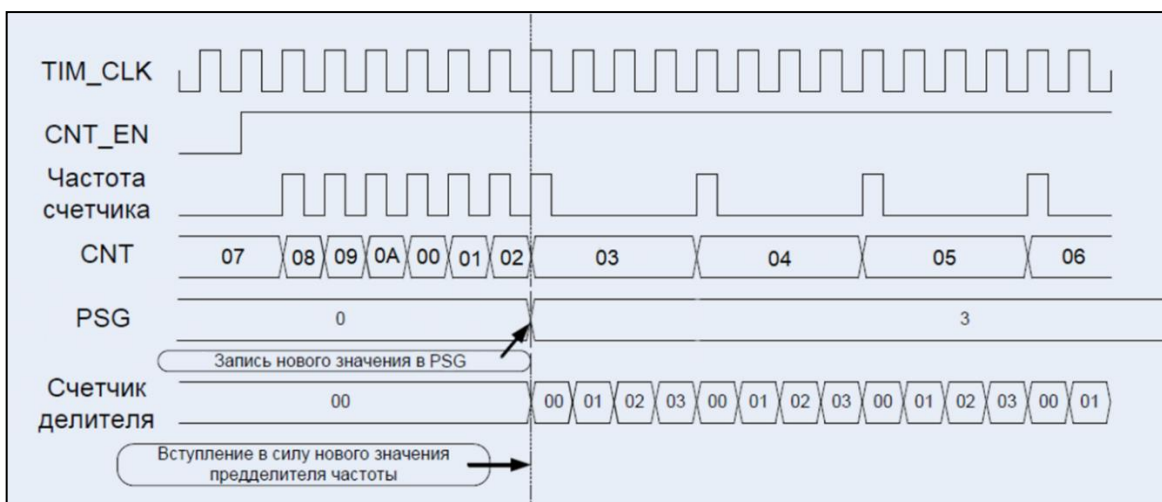 TIM_CLK
CNT_EN
Частота
счетчика
CNT
07 08 09 0A 00 01 02 03 04 05 06
PSG
0 3
Запись нового значения в PSG
Счетчик
делителя
00 00 01 02 03 00 01 02 03 00 01 02 03 00 01
Вступление в силу нового значения
предделителя частоты